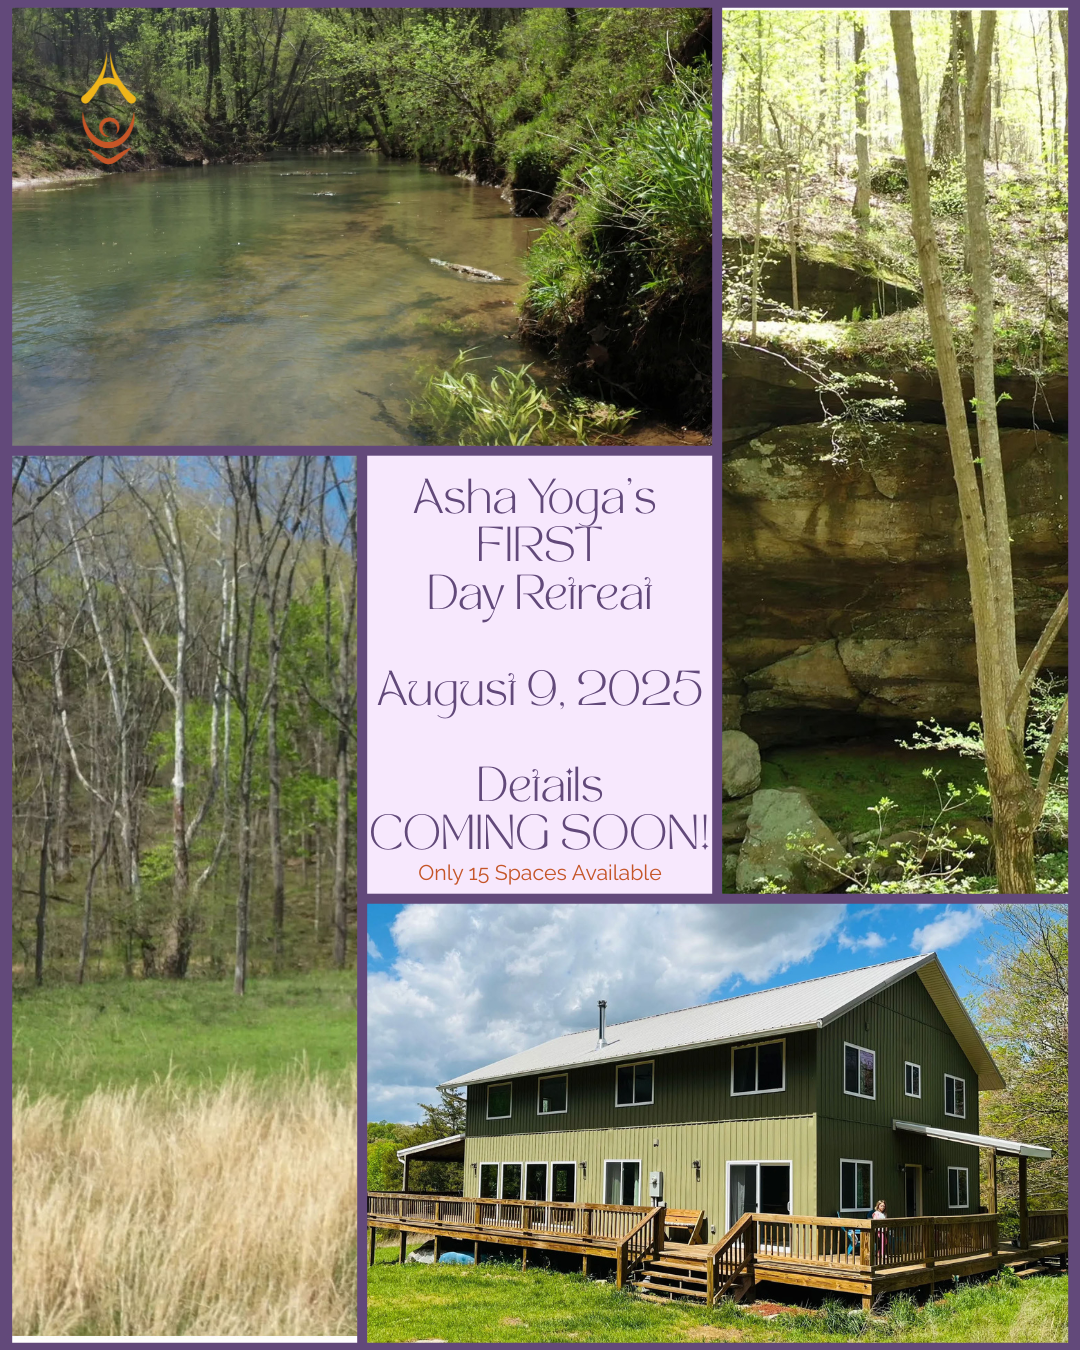 Asha Yoga's
FIRST
Day Retreat
August 9, 2025
Details
COMING SOON!
Only 15 Spaces Available